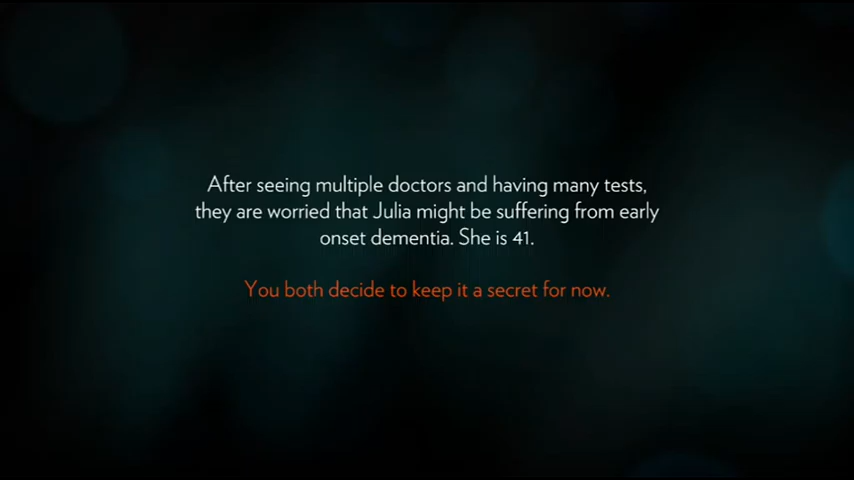 After seeing multiple doctors and having many tests,
they are worried that Julia might be suffering from early
onset dementia. She is 41.
You both decide to keep it a secret for now.